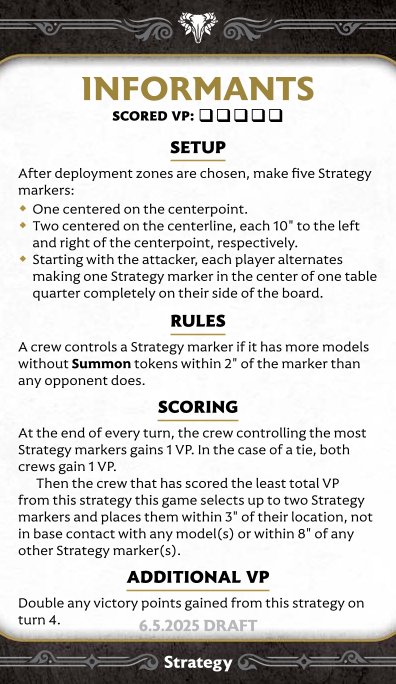 INFORMANTS
SCORED VP: ❑❑❑❑❑
SETUP
After deployment zones are chosen, make five Strategy
markers:
◆ One centered on the centerpoint.
◆ Two centered on the centerline, each 10" to the left
and right of the centerpoint, respectively.
◆ Starting with the attacker, each player alternates
making one Strategy marker in the center of one table
quarter completely on their side of the board.
RULES
A crew controls a Strategy marker if it has more models
without Summon tokens within 2" of the marker than
any opponent does.
SCORING
At the end of every turn, the crew controlling the most
Strategy markers gains 1 VP. In the case of a tie, both
crews gain 1 VP.
Then the crew that has scored the least total VP
from this strategy this game selects up to two Strategy
markers and places them within 3" of their location, not
in base contact with any model(s) or within 8" of any
other Strategy marker(s).
ADDITIONAL VP
Double any victory points gained from this strategy on
turn 4.
6.5.2025 DRAFT
Strategy